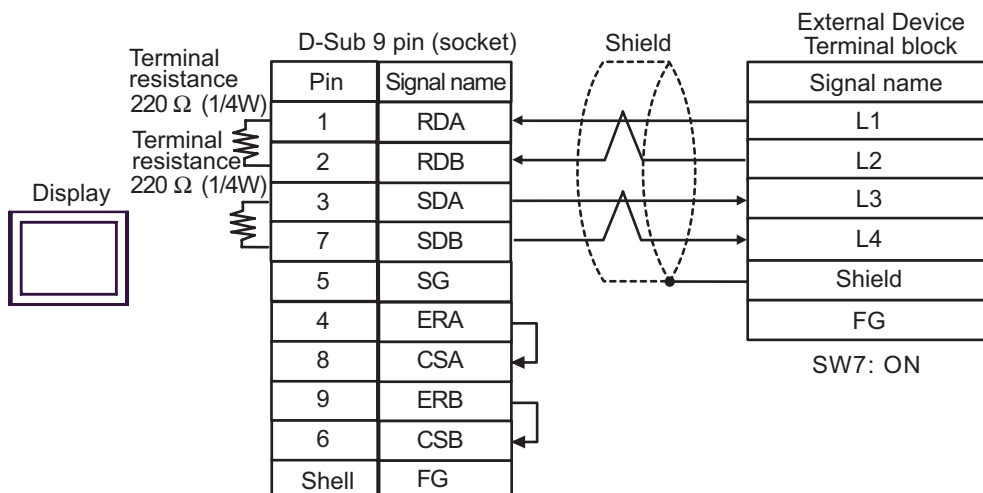 External Device
Terminal block
D-Sub 9 pin (socket)
Shield
Terminal
resistance
220 Ω (1/4W)
Terminal
resistance
220 Ω (1/4W)
Display
Pin Signal name
1 RDA
2 RDB
3 SDA
7 SDB
5 SG
4 ERA
8 CSA
9 ERB
6 CSB
Shell FG
Signal name
L1
L2
L3
L4
Shield
FG
SW7: ON